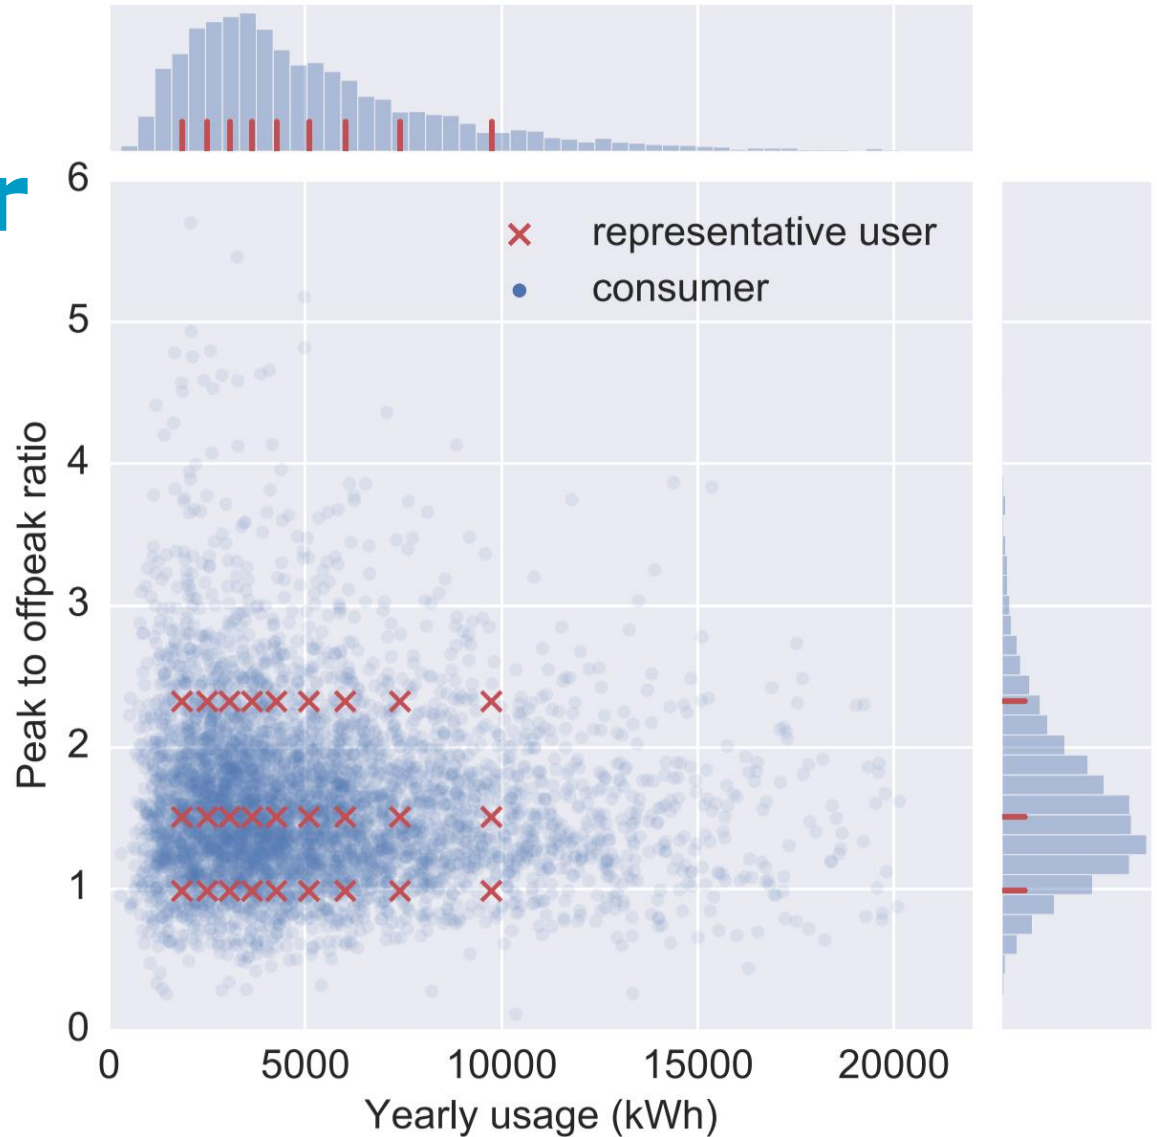 r
6
representative user
consumer
5
4
3
2
1
0
Peak to offpeak ratio
0 5000 10000 15000 20000
Yearly usage (kWh)